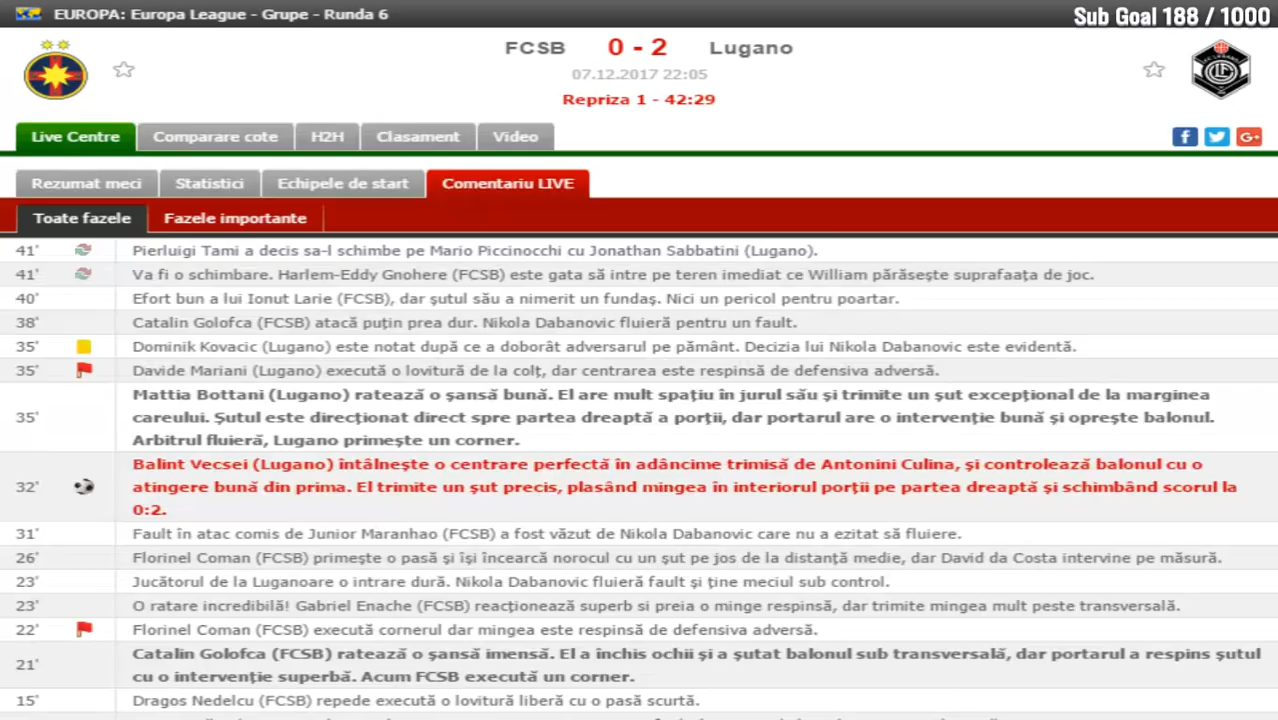 EUROPA: Europa League - Grupe - Runda 6
Sub Goal 188 / 1000
FCSB 0 - 2 Lugano
07.12.2017 22:05
Repriza 1 - 42:29
Live Centre Comparare cote H2H Clasament Video
Rezumat meci Statistici Echipele de start Comentariu LIVE
Toate fazele Fazele importante
41' Pierluigi Tami a decis sa-l schimbe pe Mario Piccinocchi cu Jonathan Sabbatini (Lugano).
41' Va fi o schimbare. Harlem-Eddy Gnohere (FCSB) este gata să intre pe teren imediat ce William părăsește suprafaața de joc.
40' Efort bun a lui Ionut Larie (FCSB), dar șutul său a nimerit un fundaș. Nici un pericol pentru poartar.
38' Catalin Golofca (FCSB) atacă puțin prea dur. Nikola Dabanovic fluieră pentru un fault.
35' Dominik Kovacic (Lugano) este notat după ce a doborât adversarul pe pământ. Decizia lui Nikola Dabanovic este evidentă.
35' Davide Mariani (Lugano) execută o lovitură de la colț, dar centrarea este respinsă de defensiva adversă.
35' Mattia Bottani (Lugano) ratează o șansă bună. El are mult spațiu în jurul său și trimite un șut excepțional de la marginea
careului. Șutul este direcționat direct spre partea dreaptă a porții, dar portarul are o intervenție bună și oprește balonul.
Arbitrul fluieră, Lugano primește un corner.
32' Balint Vecsei (Lugano) întâlnește o centrare perfectă în adâncime trimisă de Antonini Culina, și controlează balonul cu o
atingere bună din prima. El trimite un șut precis, plasând mingea în interiorul porții pe partea dreaptă și schimbând scorul la
0:2.
31' Fault în atac comis de Junior Maranhao (FCSB) a fost văzut de Nikola Dabanovic care nu a ezitat să fluiere.
26' Florinel Coman (FCSB) primește o pasă și își încearcă norocul cu un șut pe jos de la distanță medie, dar David da Costa intervine pe măsură.
23' Jucătorul de la Luganoare o intrare dură. Nikola Dabanovic fluieră fault și ține meciul sub control.
23' O ratare incredibilă! Gabriel Enache (FCSB) reacționează superb si preia o minge respinsă, dar trimite mingea mult peste transversală.
22' Florinel Coman (FCSB) execută cornerul dar mingea este respinsă de defensiva adversă.
21' Catalin Golofca (FCSB) ratează o șansă imensă. El a închis ochii și a șutat balonul sub transversală, dar portarul a respins șutul
cu o intervenție superbă. Acum FCSB execută un corner.
15' Dragos Nedelcu (FCSB) repede execută o lovitură liberă cu o pasă scurtă.